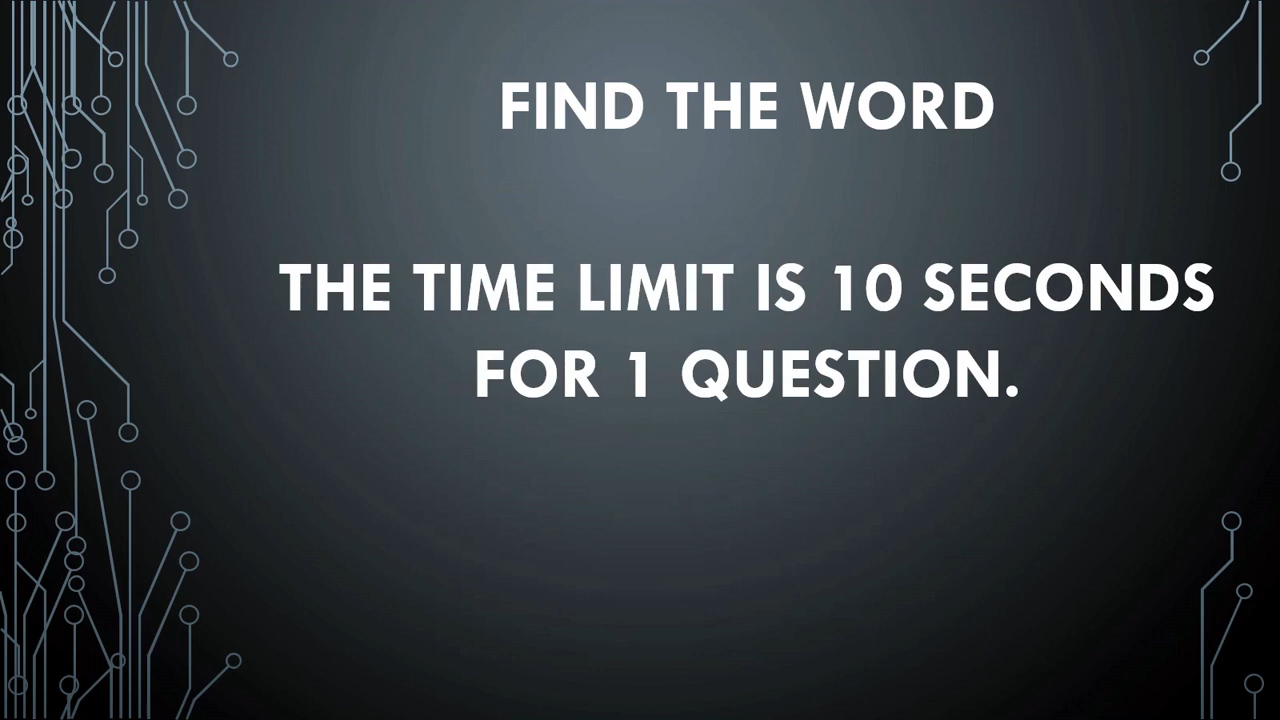 FIND THE WORD
THE TIME LIMIT IS 10 SECONDS
FOR 1 QUESTION.